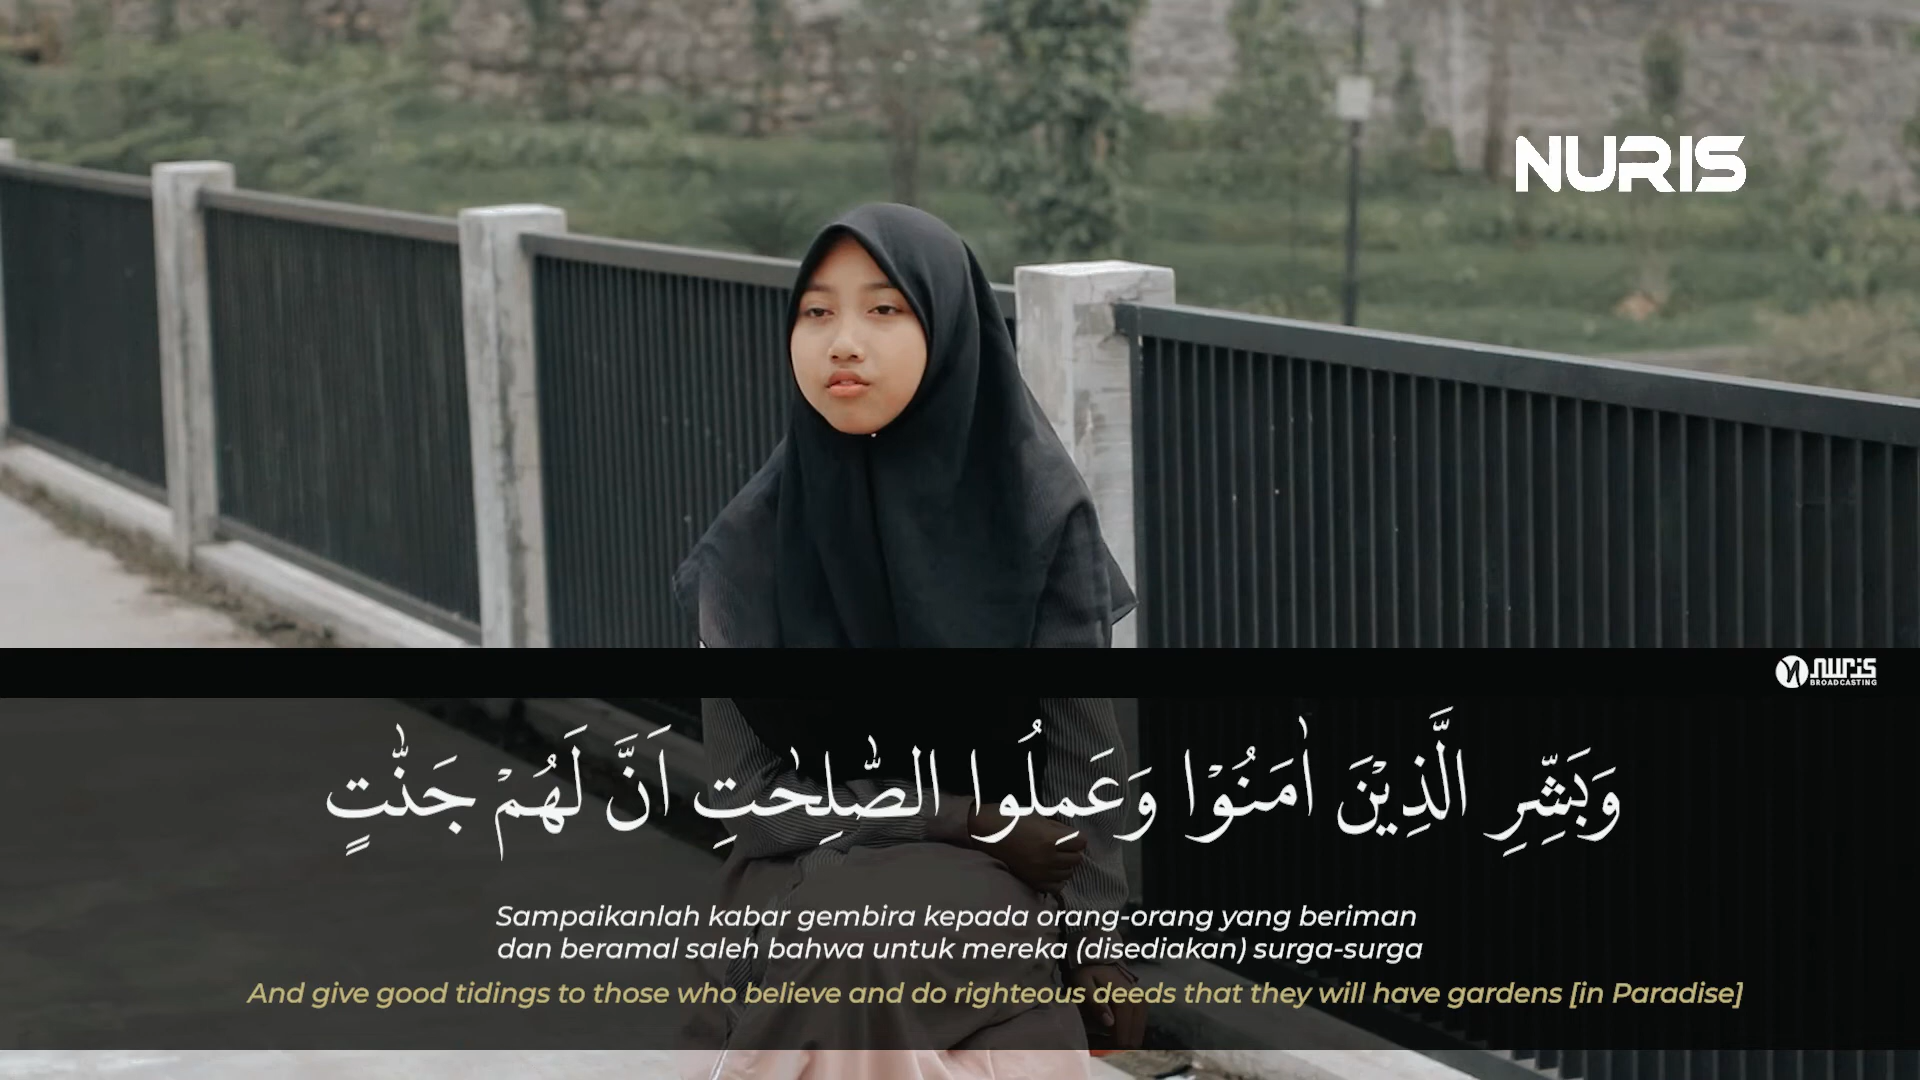 NURIS
NURIS
BROADCASTING
وَبَشِّرِ الَّذِيْنَ اٰمَنُوْا وَعَمِلُوا الصّٰلِحٰتِ اَنَّ لَهُمْ جَنّٰتٍ
Sampaikanlah kabar gembira kepada orang-orang yang beriman
dan beramal saleh bahwa untuk mereka (disediakan) surga-surga
And give good tidings to those who believe and do righteous deeds that they will have gardens [in Paradise]